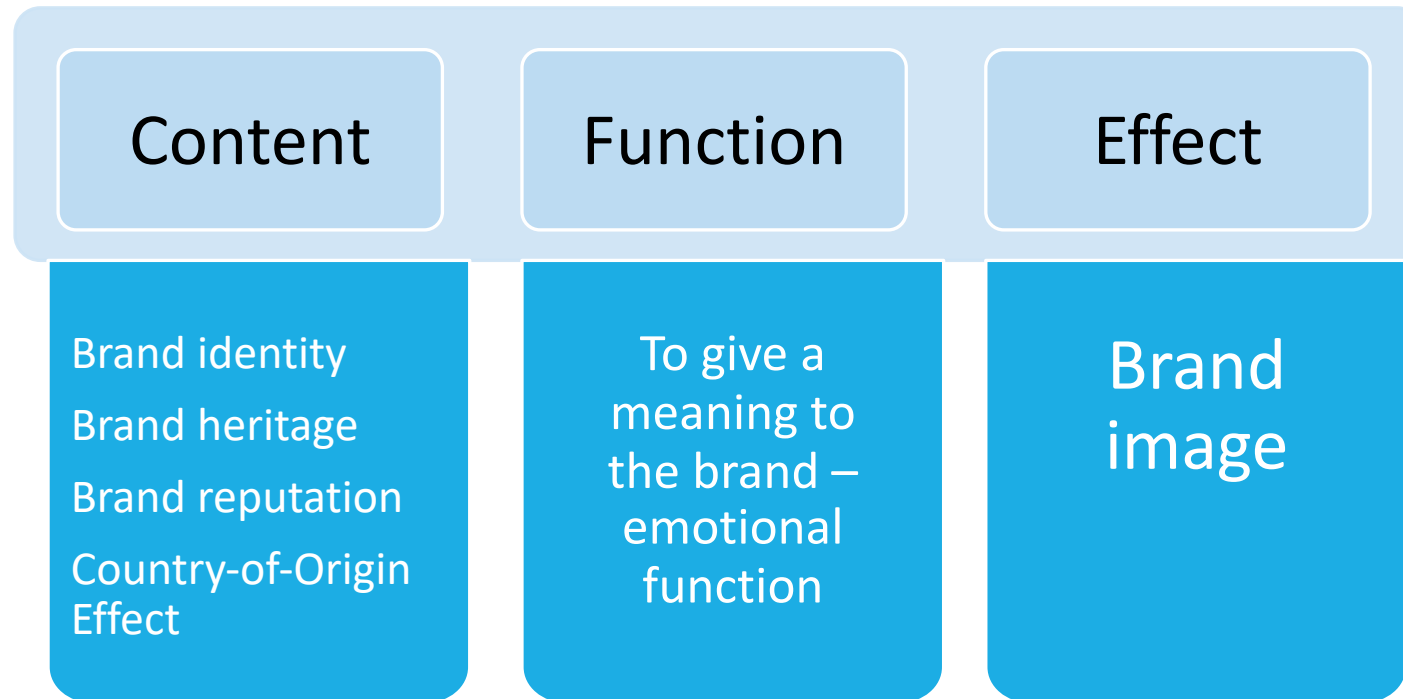 Content
Function
Effect
Brand identity
Brand heritage
Brand reputation
Country-of-Origin
Effect
To give a
meaning to
the brand –
emotional
function
Brand
image